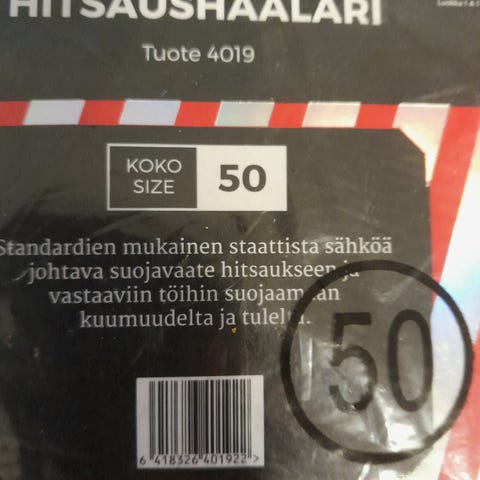 HITSAUSHAALARI
Tuote 4019
KOKO
SIZE
50
Standardien mukainen staattista sähköä
johtava suojavaate hitsaukseen ja
vastaaviin töihin suojaamaan
kuumuudelta ja tulelta.
50
6 418326 401922 >